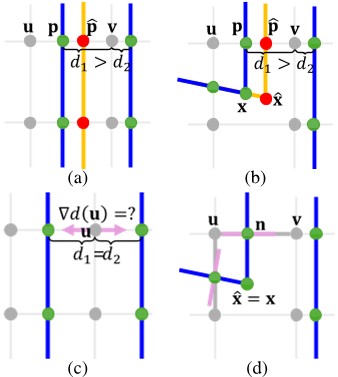 u p p̂ v
d₁ > d₂
(a)
u p p̂ v
d₁ > d₂
x x̂
(b)
∇d(u) =?
u
d₁=d₂
(c)
u n v
x̂ = x
(d)